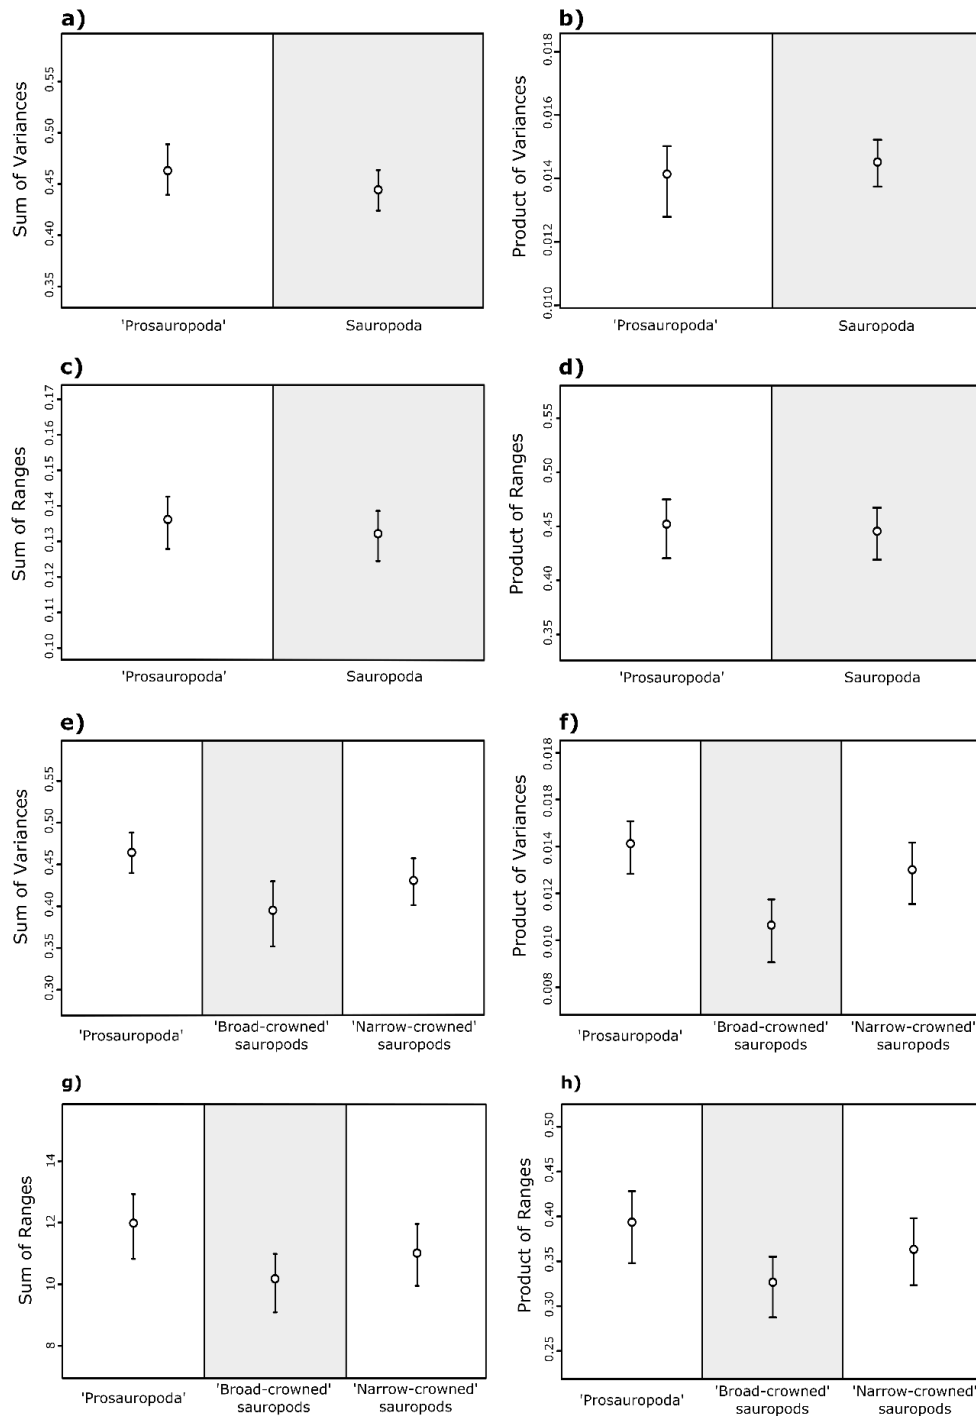 a)
Sum of Variances
0.55
0.50
0.45
0.40
0.35
'Prosauropoda' Sauropoda
b)
Product of Variances
0.018
0.016
0.014
0.012
0.010
'Prosauropoda' Sauropoda
c)
Sum of Ranges
0.17
0.16
0.15
0.14
0.13
0.12
0.11
0.10
'Prosauropoda' Sauropoda
d)
Product of Ranges
0.55
0.50
0.45
0.40
0.35
'Prosauropoda' Sauropoda
e)
Sum of Variances
0.55
0.50
0.45
0.40
0.35
0.30
'Prosauropoda' 'Broad-crowned' 'Narrow-crowned'
sauropods sauropods
f)
Product of Variances
0.018
0.018
0.014
0.012
0.010
0.008
'Prosauropoda' 'Broad-crowned' 'Narrow-crowned'
sauropods sauropods
g)
Sum of Ranges
14
12
10
8
'Prosauropoda' 'Broad-crowned' 'Narrow-crowned'
sauropods sauropods
h)
Product of Ranges
0.50
0.45
0.40
0.35
0.30
0.25
'Prosauropoda' 'Broad-crowned' 'Narrow-crowned'
sauropods sauropods